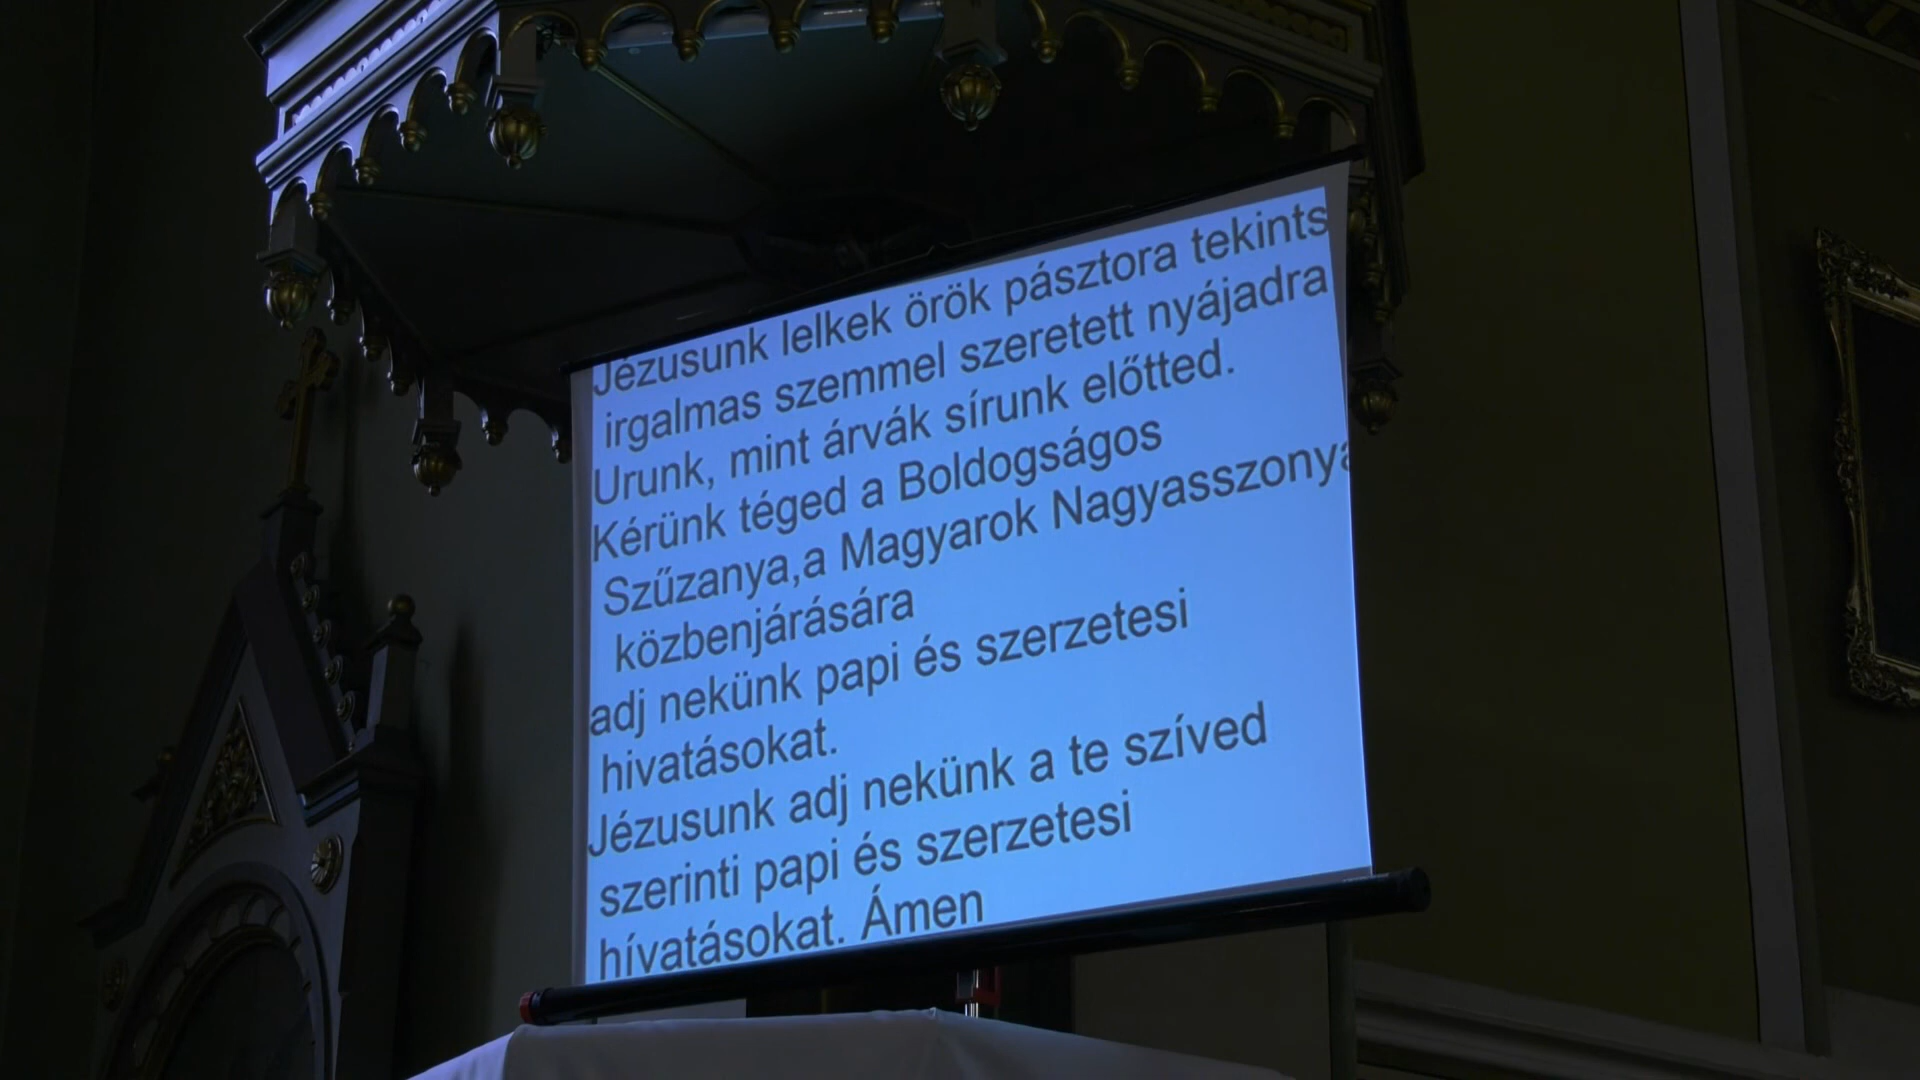 Jézusunk lelkek örök pásztora tekints
irgalmas szemmel szeretett nyájadra
Urunk, mint árvák sírunk előtted.
Kérünk téged a Boldogságos
Szűzanya,a Magyarok Nagyasszonya
közbenjárására
adj nekünk papi és szerzetesi
hivatásokat.
Jézusunk adj nekünk a te szíved
szerinti papi és szerzetesi
hívatásokat. Ámen